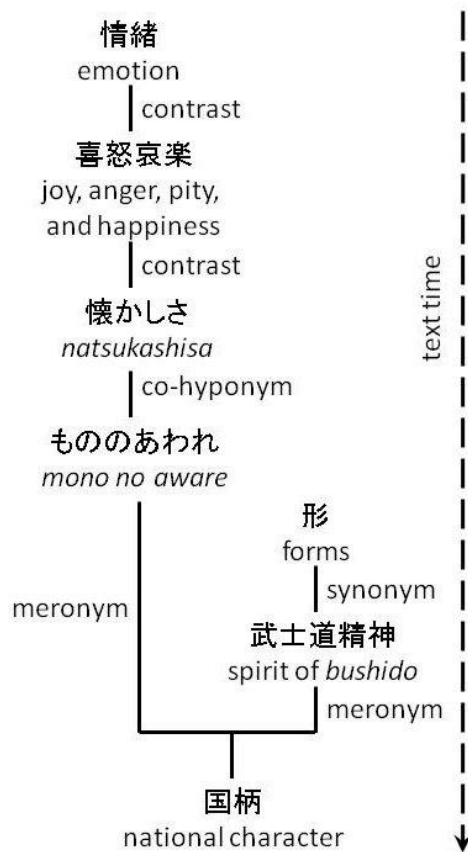 情緒
emotion
contrast
喜怒哀楽
joy, anger, pity,
and happiness
contrast
懐かしさ
natsukashisa
co-hyponym
もののあわれ
mono no aware
形
forms
synonym
meronym
武士道精神
spirit of bushido
meronym
国柄
national character
text time